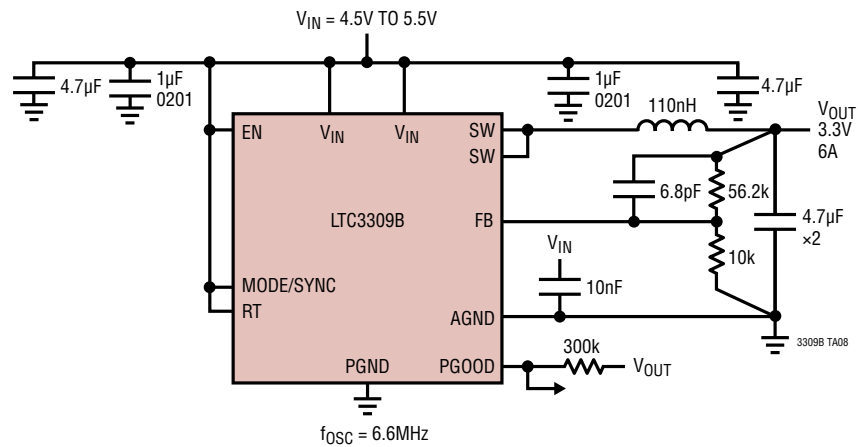 V_IN = 4.5V TO 5.5V
4.7µF
1µF
0201
1µF
0201
4.7µF
110nH
V_OUT
3.3V
6A
EN
V_IN
V_IN
SW
SW
6.8pF
56.2k
LTC3309B
FB
4.7µF
×2
V_IN
10k
MODE/SYNC
10nF
RT
AGND
3309B TA08
300k
PGND
PGOOD
V_OUT
f_OSC = 6.6MHz